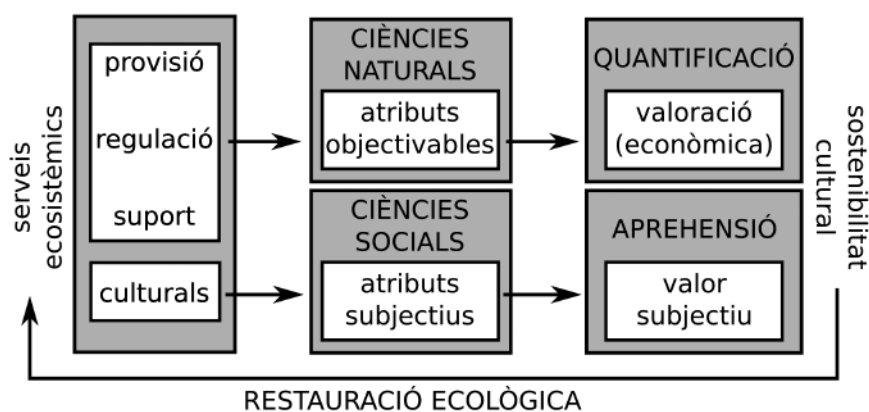 serveis
ecosistèmics
provisió
regulació
suport
culturals
CIÈNCIES
NATURALS
atributs
objectivables
CIÈNCIES
SOCIALS
atributs
subjectius
QUANTIFICACIÓ
valoració
(econòmica)
APREHENSIÓ
valor
subjectiu
sostenibilitat
cultural
RESTAURACIÓ ECOLÒGICA